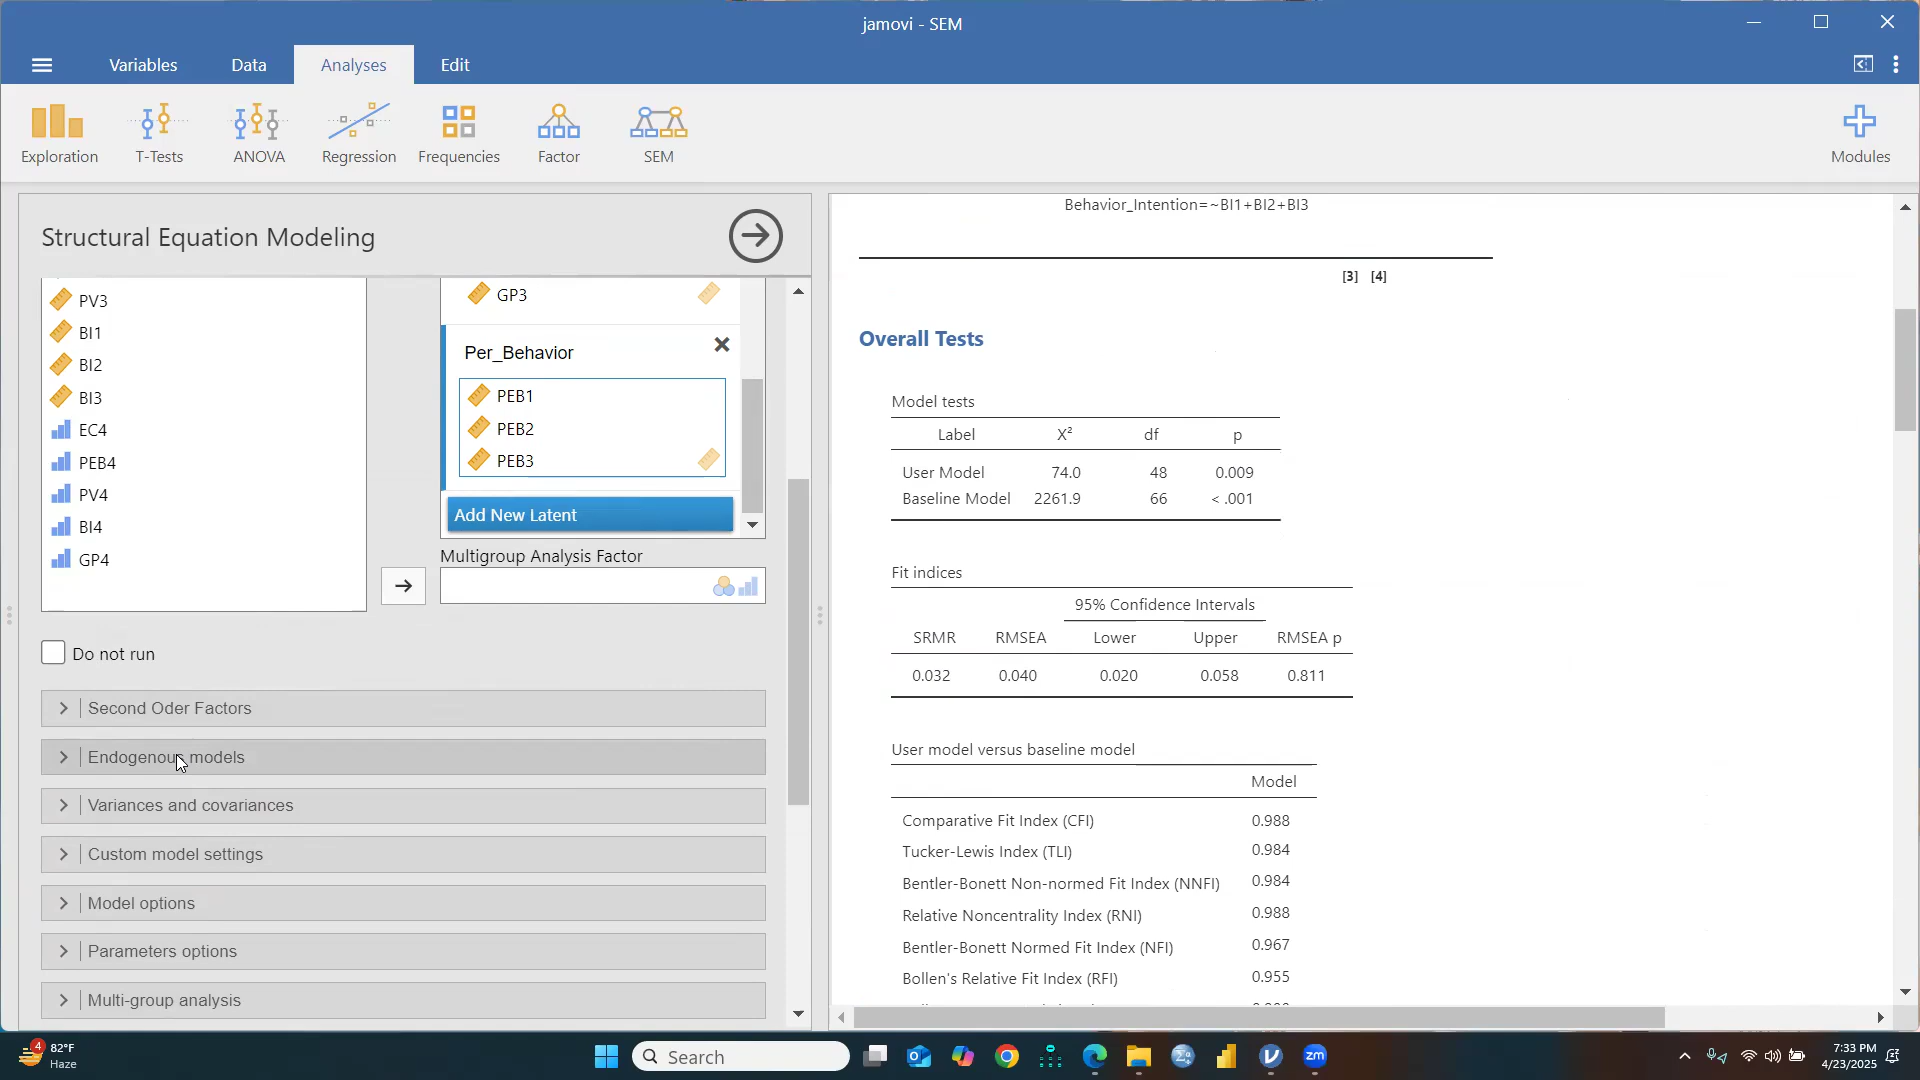 jamovi - SEM
Variables
Data
Analyses
Edit
Exploration
T-Tests
ANOVA
Regression
Frequencies
Factor
SEM
Modules
Structural Equation Modeling
PV3
BI1
BI2
BI3
EC4
PEB4
PV4
BI4
GP4
GP3
Per_Behavior
PEB1
PEB2
PEB3
Add New Latent
Multigroup Analysis Factor
Do not run
Second Oder Factors
Endogenous models
Variances and covariances
Custom model settings
Model options
Parameters options
Multi-group analysis
Behavior_Intention=~BI1+BI2+BI3
[3] [4]
Overall Tests
Model tests
Label X² df p
User Model 74.0 48 0.009
Baseline Model 2261.9 66 < .001
Fit indices
95% Confidence Intervals
SRMR RMSEA Lower Upper RMSEA p
0.032 0.040 0.020 0.058 0.811
User model versus baseline model
Model
Comparative Fit Index (CFI) 0.988
Tucker-Lewis Index (TLI) 0.984
Bentler-Bonett Non-normed Fit Index (NNFI) 0.984
Relative Noncentrality Index (RNI) 0.988
Bentler-Bonett Normed Fit Index (NFI) 0.967
Bollen's Relative Fit Index (RFI) 0.955
4
82°F
Haze
Search
zm
7:33 PM
4/23/2025